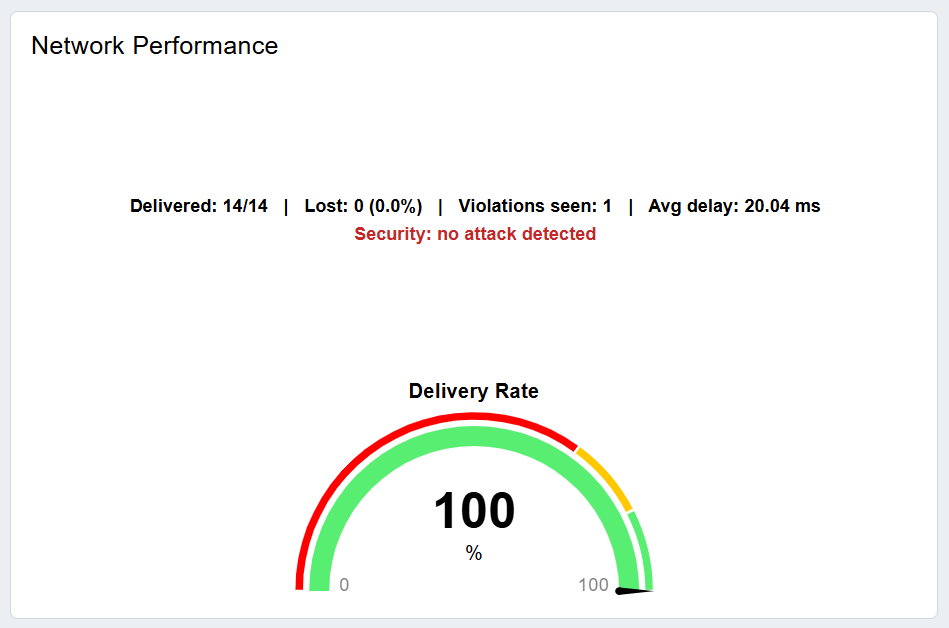 Network Performance
Delivered: 14/14 | Lost: 0 (0.0%) | Violations seen: 1 | Avg delay: 20.04 ms
Security: no attack detected
Delivery Rate
100
%
0
100